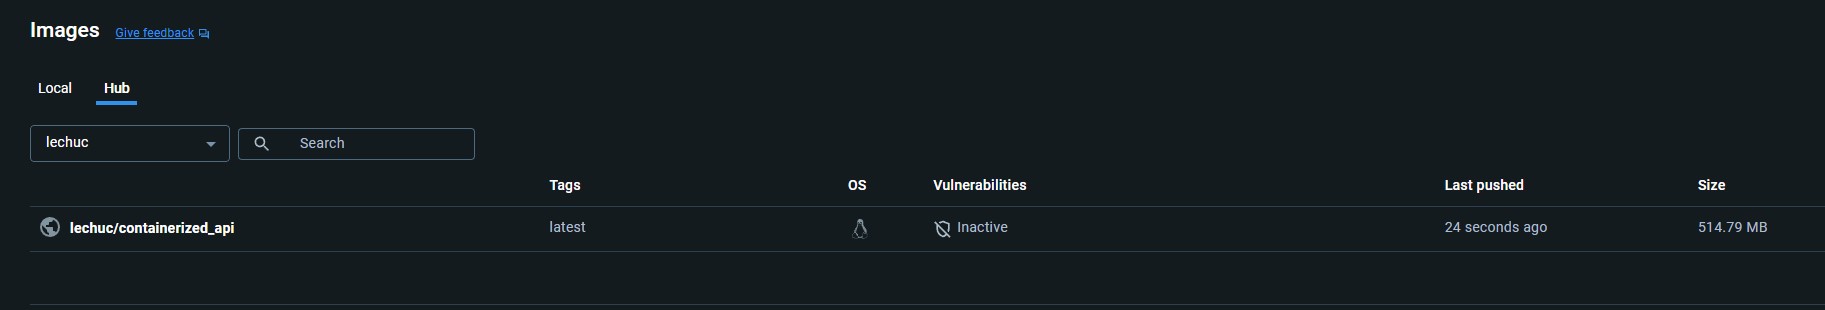 Images Give feedback
Local Hub
lechuc Search
Tags OS Vulnerabilities Last pushed Size
lechuc/containerized_api latest Inactive 24 seconds ago 514.79 MB